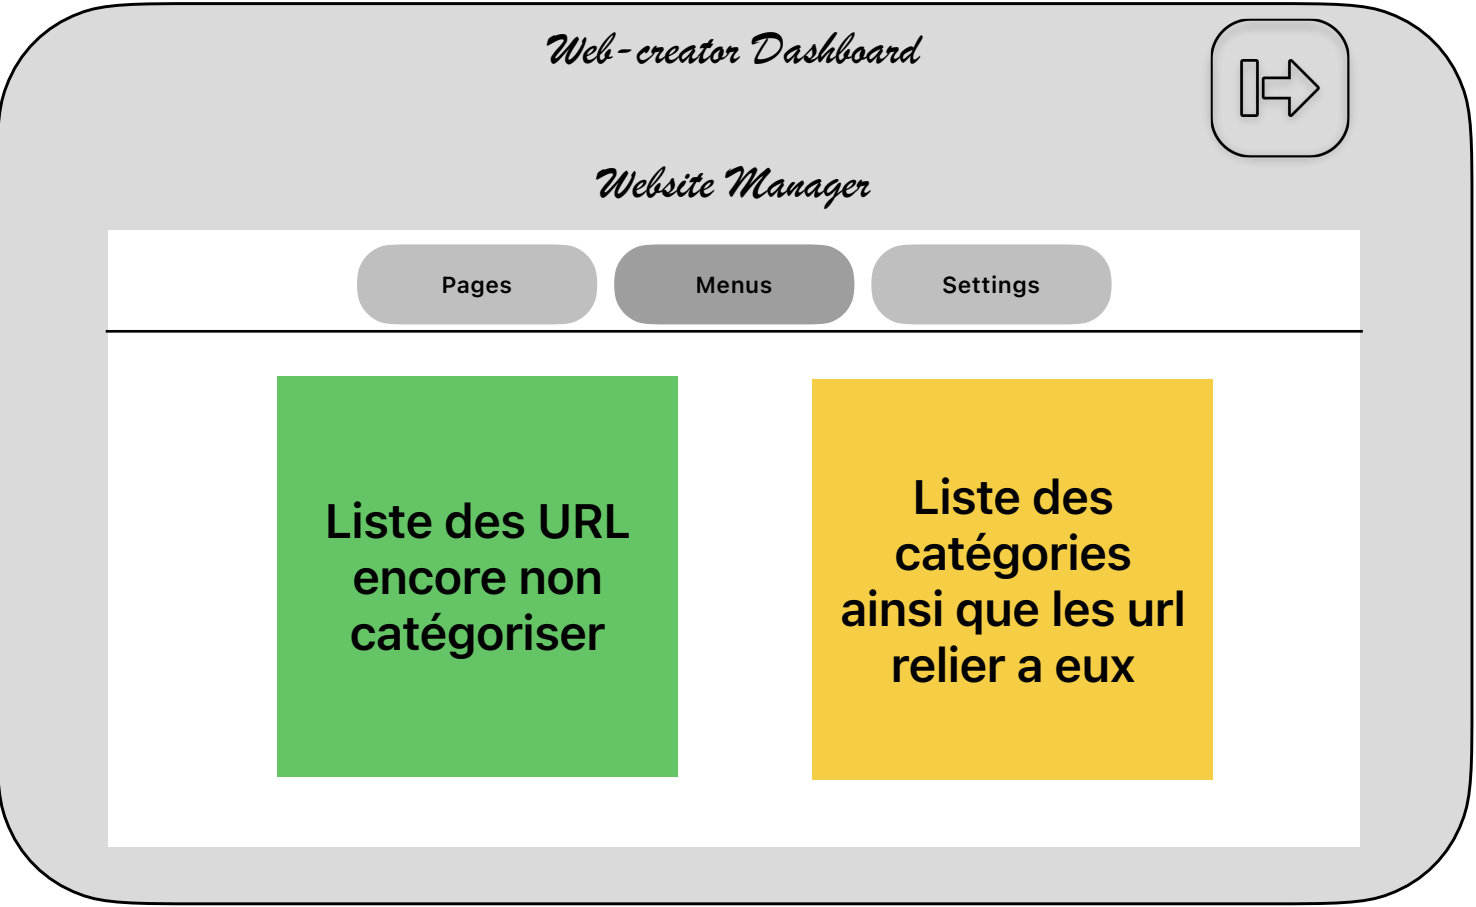 Web-creator Dashboard
Website Manager
Pages
Menus
Settings
Liste des URL
encore non
catégoriser
Liste des
catégories
ainsi que les url
relier a eux